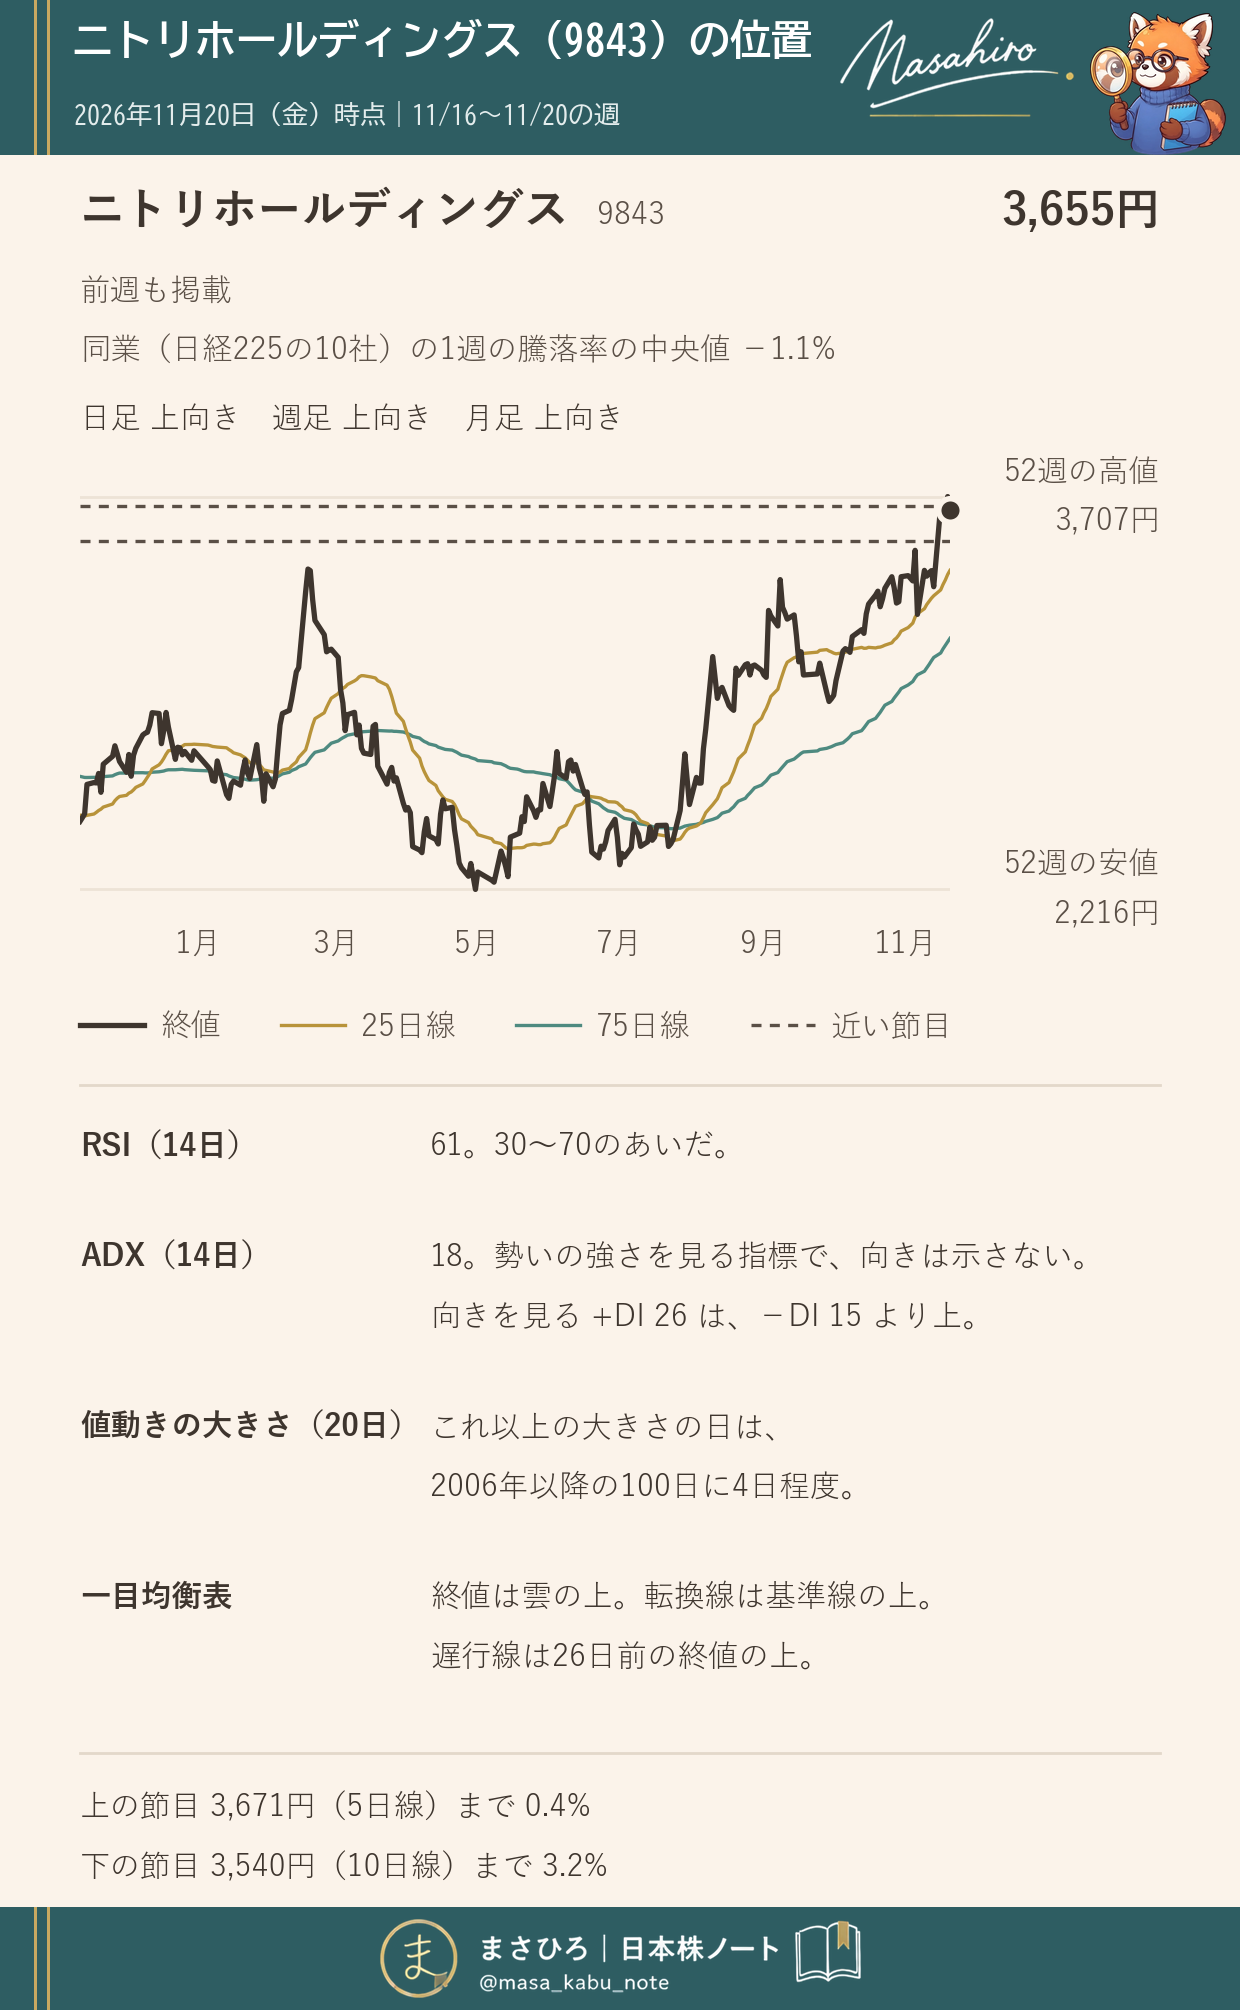 ニトリホールディングス（9843）の位置
Masahiro
2026年11月20日（金）時点｜11/16〜11/20の週
ニトリホールディングス 9843 3,655円
前週も掲載
同業（日経225の10社）の1週の騰落率の中央値 −1.1%
日足 上向き 週足 上向き 月足 上向き
52週の高値
3,707円
52週の安値
2,216円
1月 3月 5月 7月 9月 11月
終値 25日線 75日線 近い節目
RSI（14日） 61。30〜70のあいだ。
ADX（14日） 18。勢いの強さを見る指標で、向きは示さない。
向きを見る +DI 26 は、−DI 15 より上。
値動きの大きさ（20日） これ以上の大きさの日は、
2006年以降の100日に4日程度。
一目均衡表 終値は雲の上。転換線は基準線の上。
遅行線は26日前の終値の上。
上の節目 3,671円（5日線）まで 0.4%
下の節目 3,540円（10日線）まで 3.2%
ま
まさひろ｜日本株ノート
@masa_kabu_note